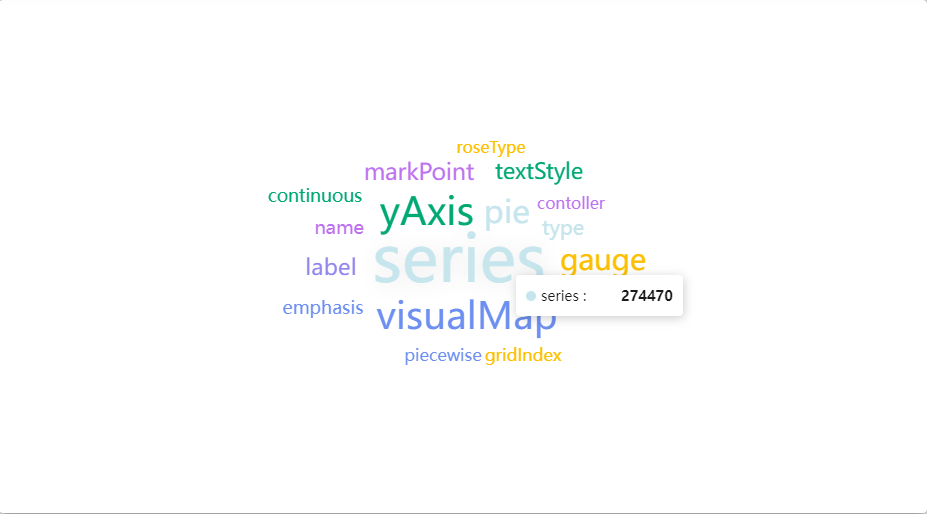 roseType
markPoint textStyle
continuous
yAxis pie contoller
name type
series
label gauge
series : 274470
emphasis visualMap
piecewise gridIndex